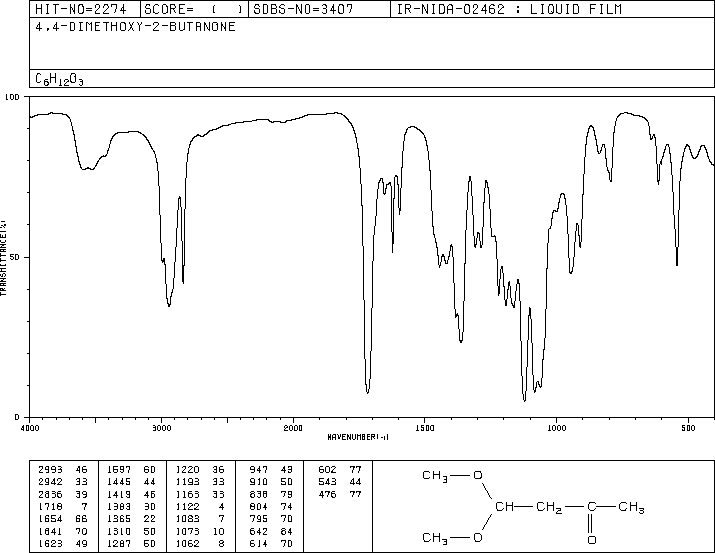 HIT-NO=2274 SCORE= ( ) SDBS-NO=3407 IR-NIDA-02462 : LIQUID FILM
4,4-DIMETHOXY-2-BUTANONE
C6H12O3
100
50
0
TRANSMITTANCE(%)
4000 3000 2000 1500 1000 500
WAVENUMBER(-1)
2993 46 1597 60 1220 36 947 43 602 77
2942 33 1445 44 1193 33 910 50 543 44
2836 39 1419 46 1163 33 838 79 476 77
1718 7 1383 30 1122 4 804 74
1654 66 1365 22 1083 7 795 70
1641 70 1310 50 1073 10 642 84
1623 49 1287 50 1062 8 614 70
CH3 O
CH CH2 C CH3
CH3 O O